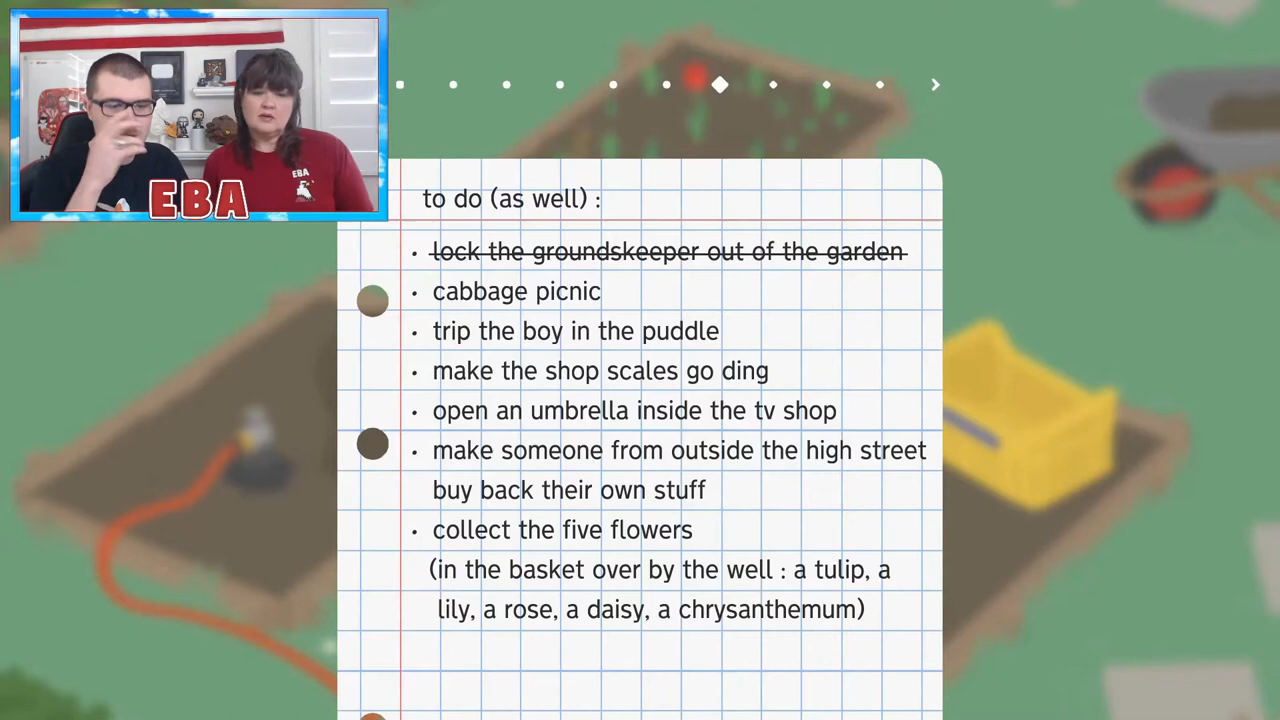 EBA
EBA
to do (as well) :
· lock the groundskeeper out of the garden
· cabbage picnic
· trip the boy in the puddle
· make the shop scales go ding
· open an umbrella inside the tv shop
· make someone from outside the high street
buy back their own stuff
· collect the five flowers
(in the basket over by the well : a tulip, a
lily, a rose, a daisy, a chrysanthemum)